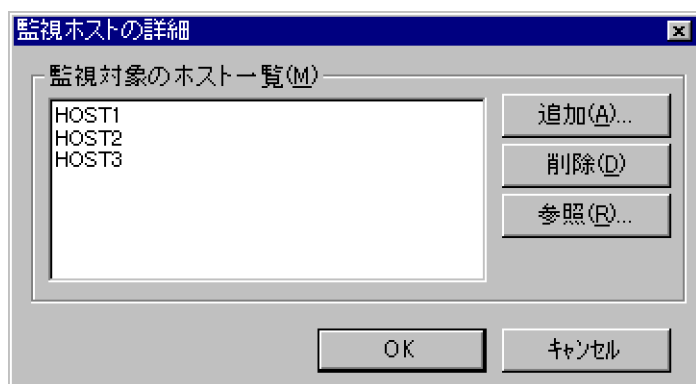 監視ホストの詳細
監視対象のホスト一覧(M)
HOST1
HOST2
HOST3
追加(A)...
削除(D)
参照(R)...
OK
ｷｬﾝｾﾙ